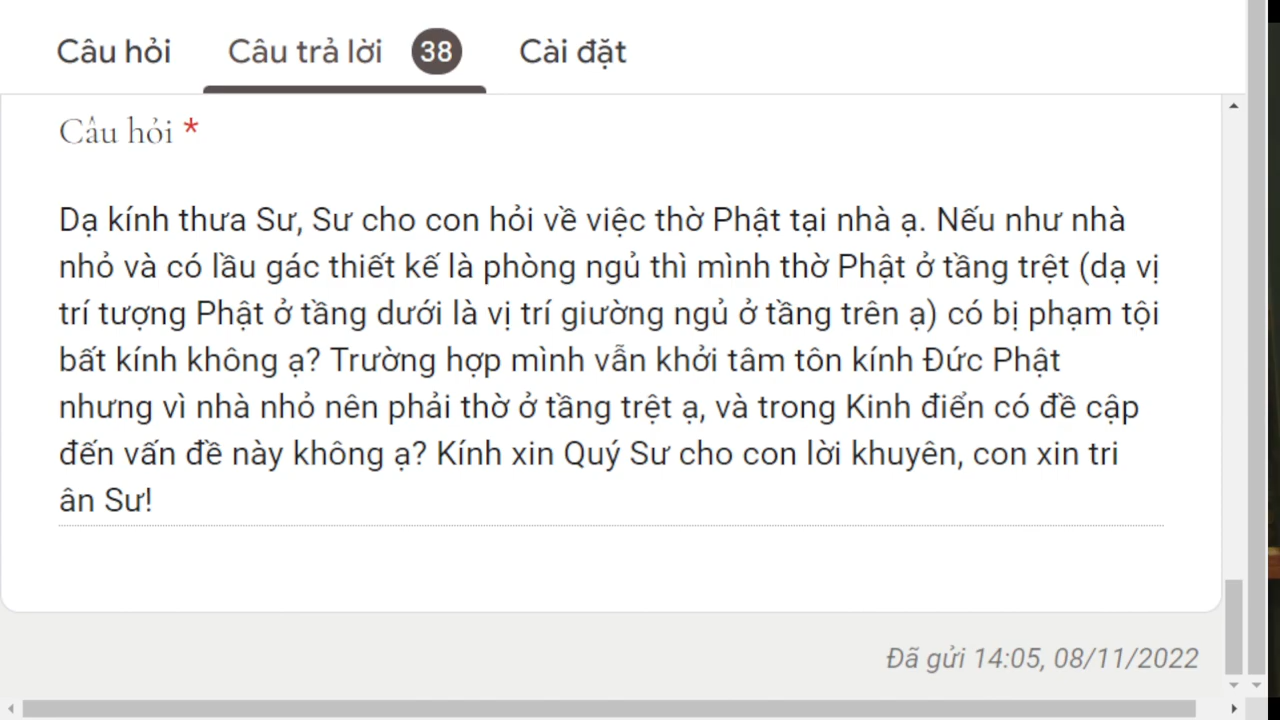 Câu hỏi Câu trả lời 38 Cài đặt
Câu hỏi *
Dạ kính thưa Sư, Sư cho con hỏi về việc thờ Phật tại nhà ạ. Nếu như nhà
nhỏ và có lầu gác thiết kế là phòng ngủ thì mình thờ Phật ở tầng trệt (dạ vị
trí tượng Phật ở tầng dưới là vị trí giường ngủ ở tầng trên ạ) có bị phạm tội
bất kính không ạ? Trường hợp mình vẫn khởi tâm tôn kính Đức Phật
nhưng vì nhà nhỏ nên phải thờ ở tầng trệt ạ, và trong Kinh điển có đề cập
đến vấn đề này không ạ? Kính xin Quý Sư cho con lời khuyên, con xin tri
ân Sư!
Đã gửi 14:05, 08/11/2022